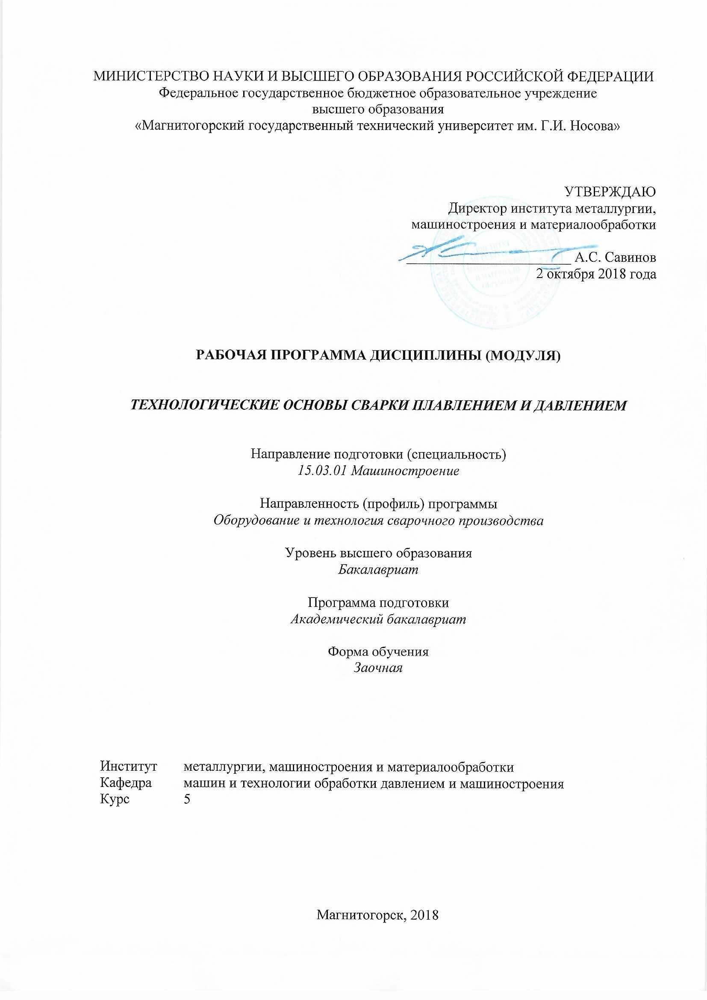 МИНИСТЕРСТВО НАУКИ И ВЫСШЕГО ОБРАЗОВАНИЯ РОССИЙСКОЙ ФЕДЕРАЦИИ
Федеральное государственное бюджетное образовательное учреждение
высшего образования
«Магнитогорский государственный технический университет им. Г.И. Носова»
УТВЕРЖДАЮ
Директор института металлургии,
машиностроения и материалообработки
А.С. Савинов
2 октября 2018 года
РАБОЧАЯ ПРОГРАММА ДИСЦИПЛИНЫ (МОДУЛЯ)
ТЕХНОЛОГИЧЕСКИЕ ОСНОВЫ СВАРКИ ПЛАВЛЕНИЕМ И ДАВЛЕНИЕМ
Направление подготовки (специальность)
15.03.01 Машиностроение
Направленность (профиль) программы
Оборудование и технология сварочного производства
Уровень высшего образования
Бакалавриат
Программа подготовки
Академический бакалавриат
Форма обучения
Заочная
Институт металлургии, машиностроения и материалообработки
Кафедра машин и технологии обработки давлением и машиностроения
Курс 5
Магнитогорск, 2018